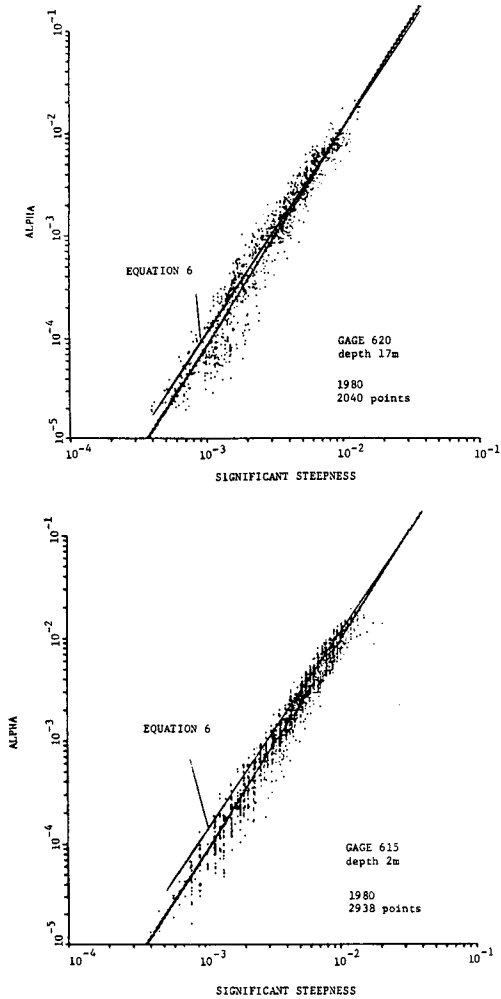 10^-1
10^-2
ALPHA
10^-3
EQUATION 6
10^-4
GAGE 620
depth 17m
1980
2040 points
10^-5
10^-4
10^-3
10^-2
10^-1
SIGNIFICANT STEEPNESS
10^-1
10^-2
ALPHA
EQUATION 6
10^-3
10^-4
GAGE 615
depth 2m
1980
2938 points
10^-5
10^-4
10^-3
10^-2
10^-1
SIGNIFICANT STEEPNESS